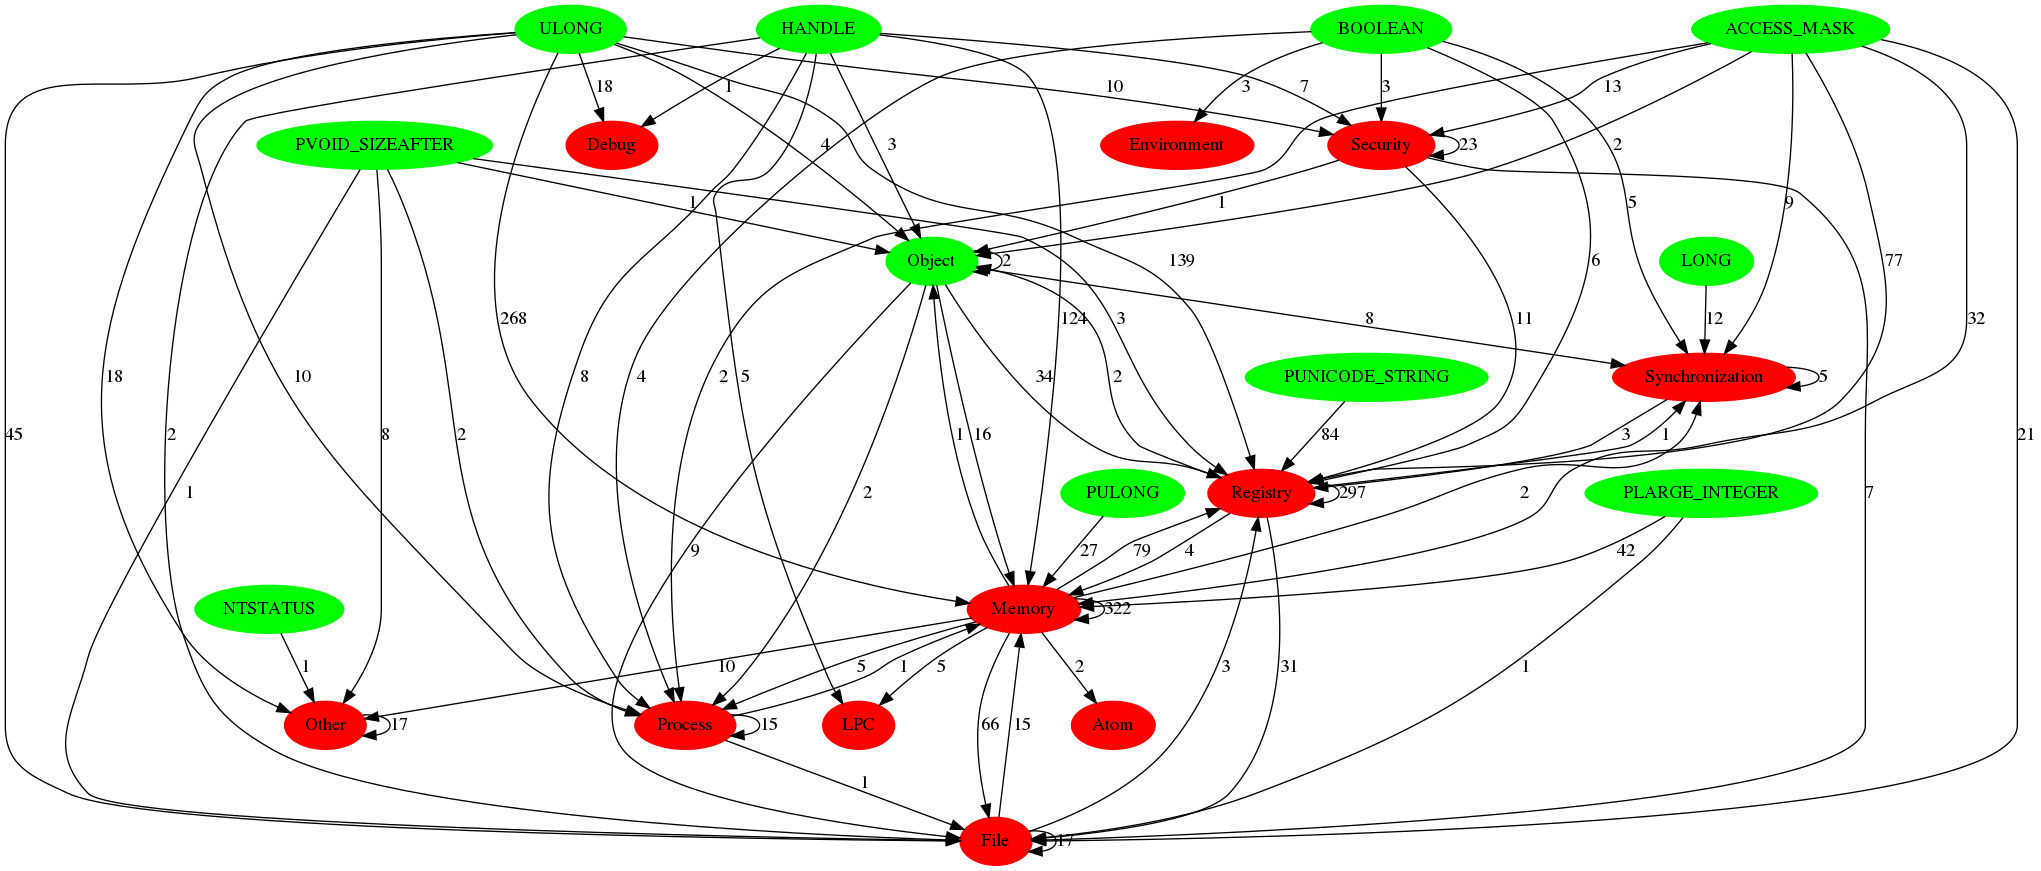 ULONG HANDLE BOOLEAN ACCESS_MASK
18 1 10 7 3 3 13
PVOID_SIZEAFTER Debug 4 3 Environment Security 23 2
1 1 5 9
Object 2 139 6 LONG 77
268 124 3 8 12 32
18 10 8 4 2 5 34 2 11 PUNICODE_STRING Synchronization 5
45 2 8 2 1 16 84 3 1 21
1 2 PULONG Registry 297 2 PLARGE_INTEGER 7
9 27 79 4 42
NTSTATUS Memory 322
1 10 5 1 5 2 3 31 1
Other 17 Process 15 LPC 66 15 Atom
1
File 17